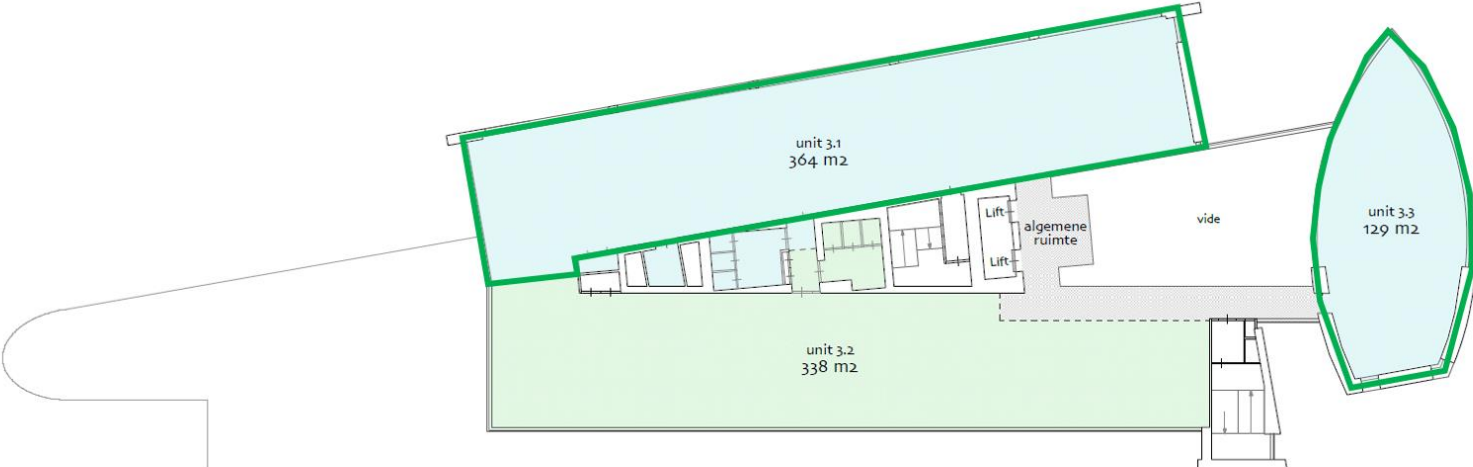 unit 3.1
364 m2
Lift
algemene
ruimte
Lift
vide
unit 3.3
129 m2
unit 3.2
338 m2